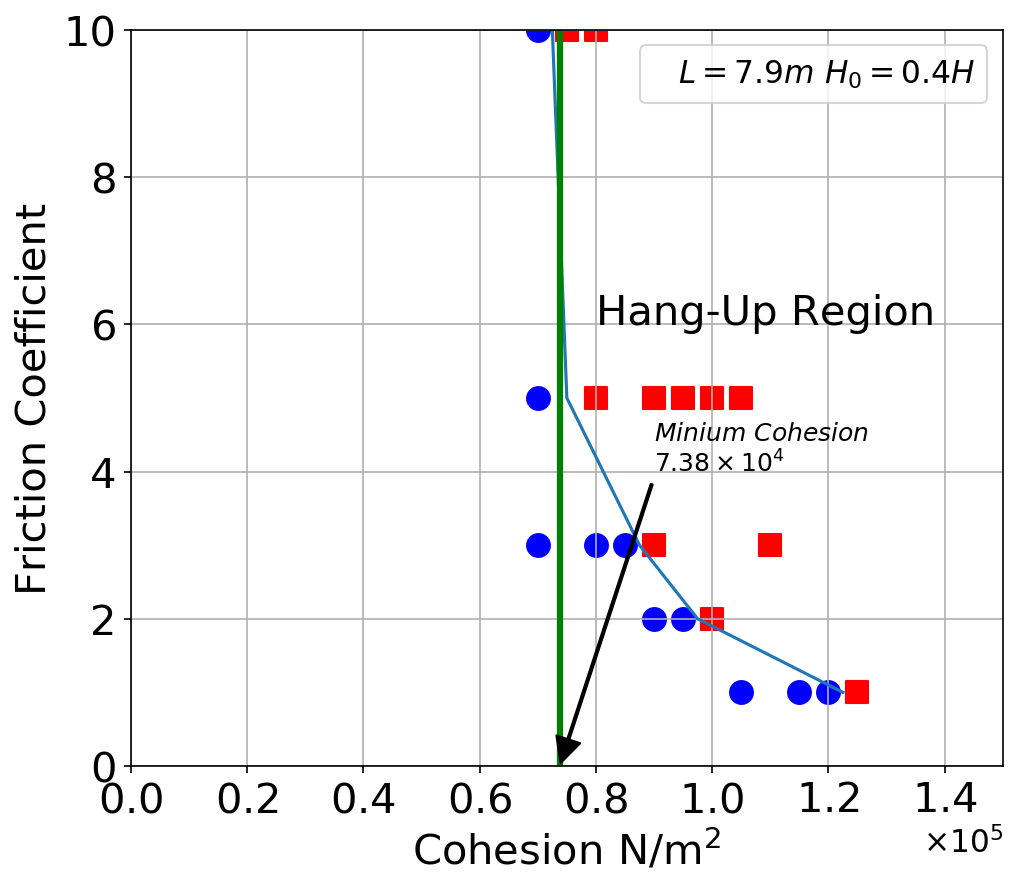 10
8
6
4
2
0
Friction Coefficient
L = 7.9m H₀ = 0.4H
Hang-Up Region
Minium Cohesion
7.38 × 10⁴
0.0 0.2 0.4 0.6 0.8 1.0 1.2 1.4
×10⁵
Cohesion N/m²